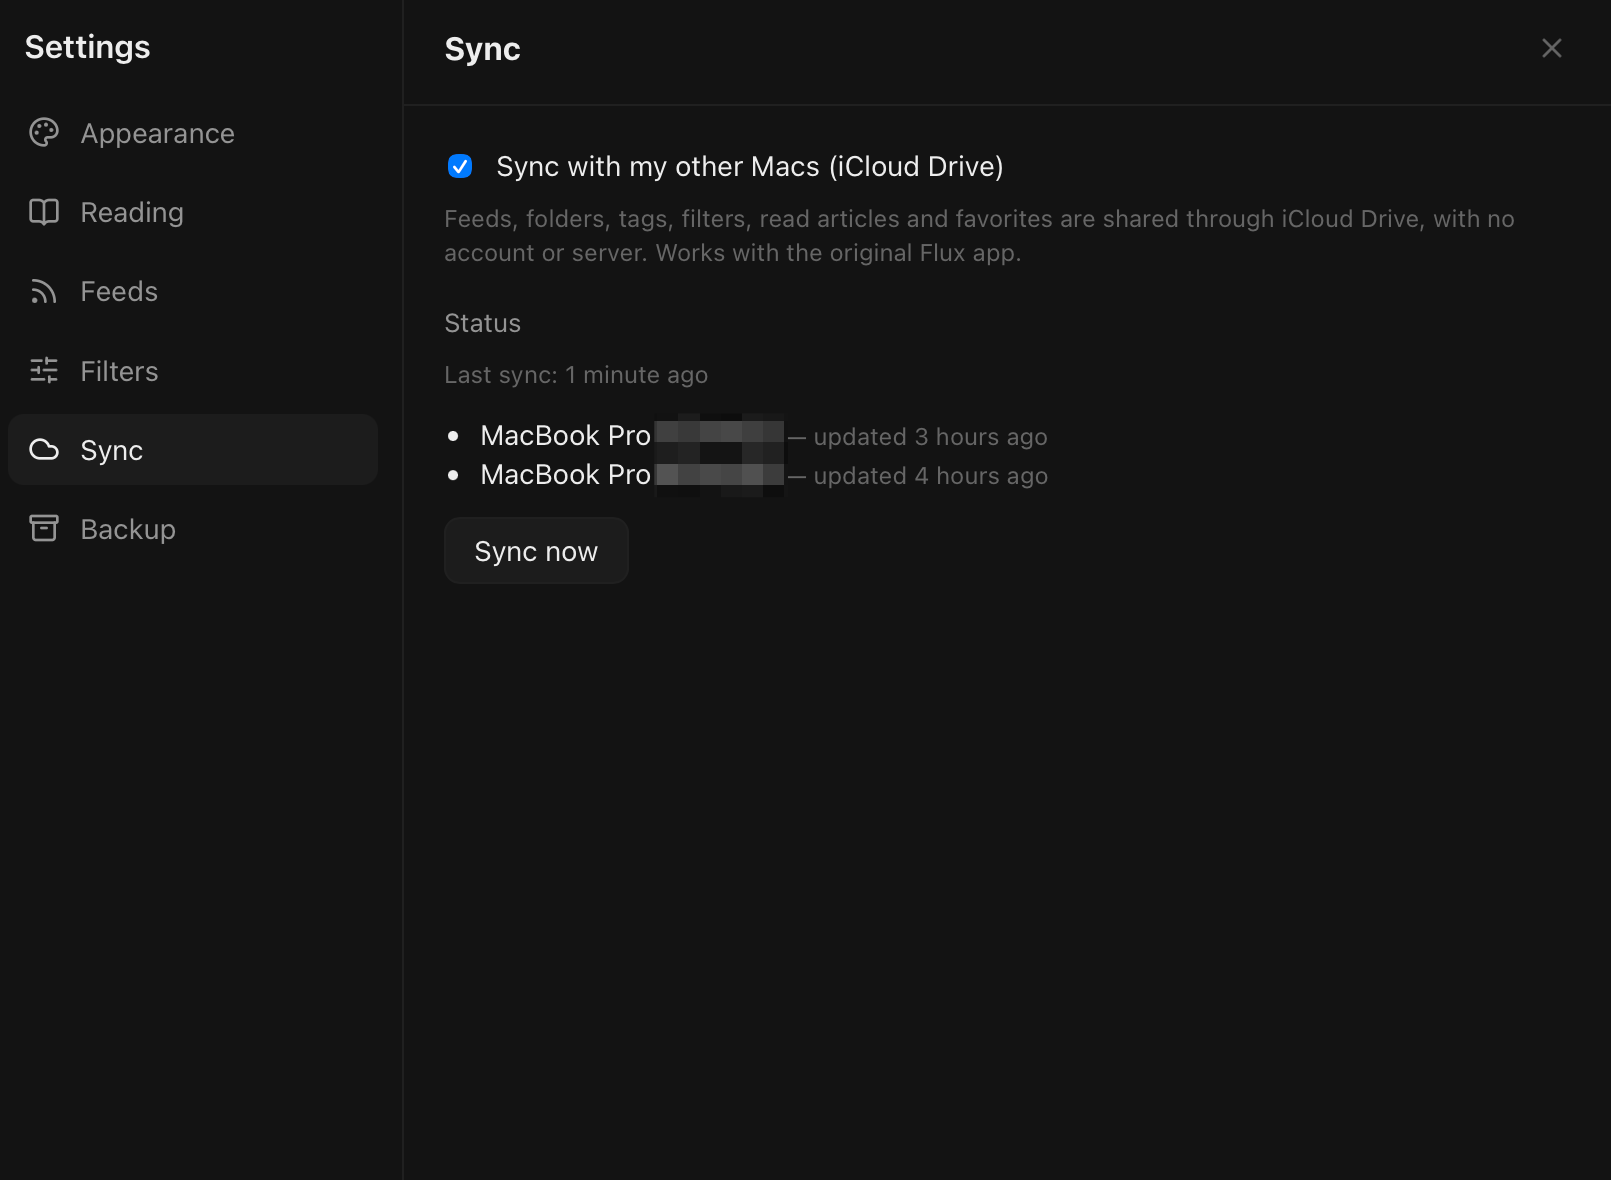 Settings
Appearance
Reading
Feeds
Filters
Sync
Backup
Sync
Sync with my other Macs (iCloud Drive)
Feeds, folders, tags, filters, read articles and favorites are shared through iCloud Drive, with no
account or server. Works with the original Flux app.
Status
Last sync: 1 minute ago
MacBook Pro — updated 3 hours ago
MacBook Pro — updated 4 hours ago
Sync now